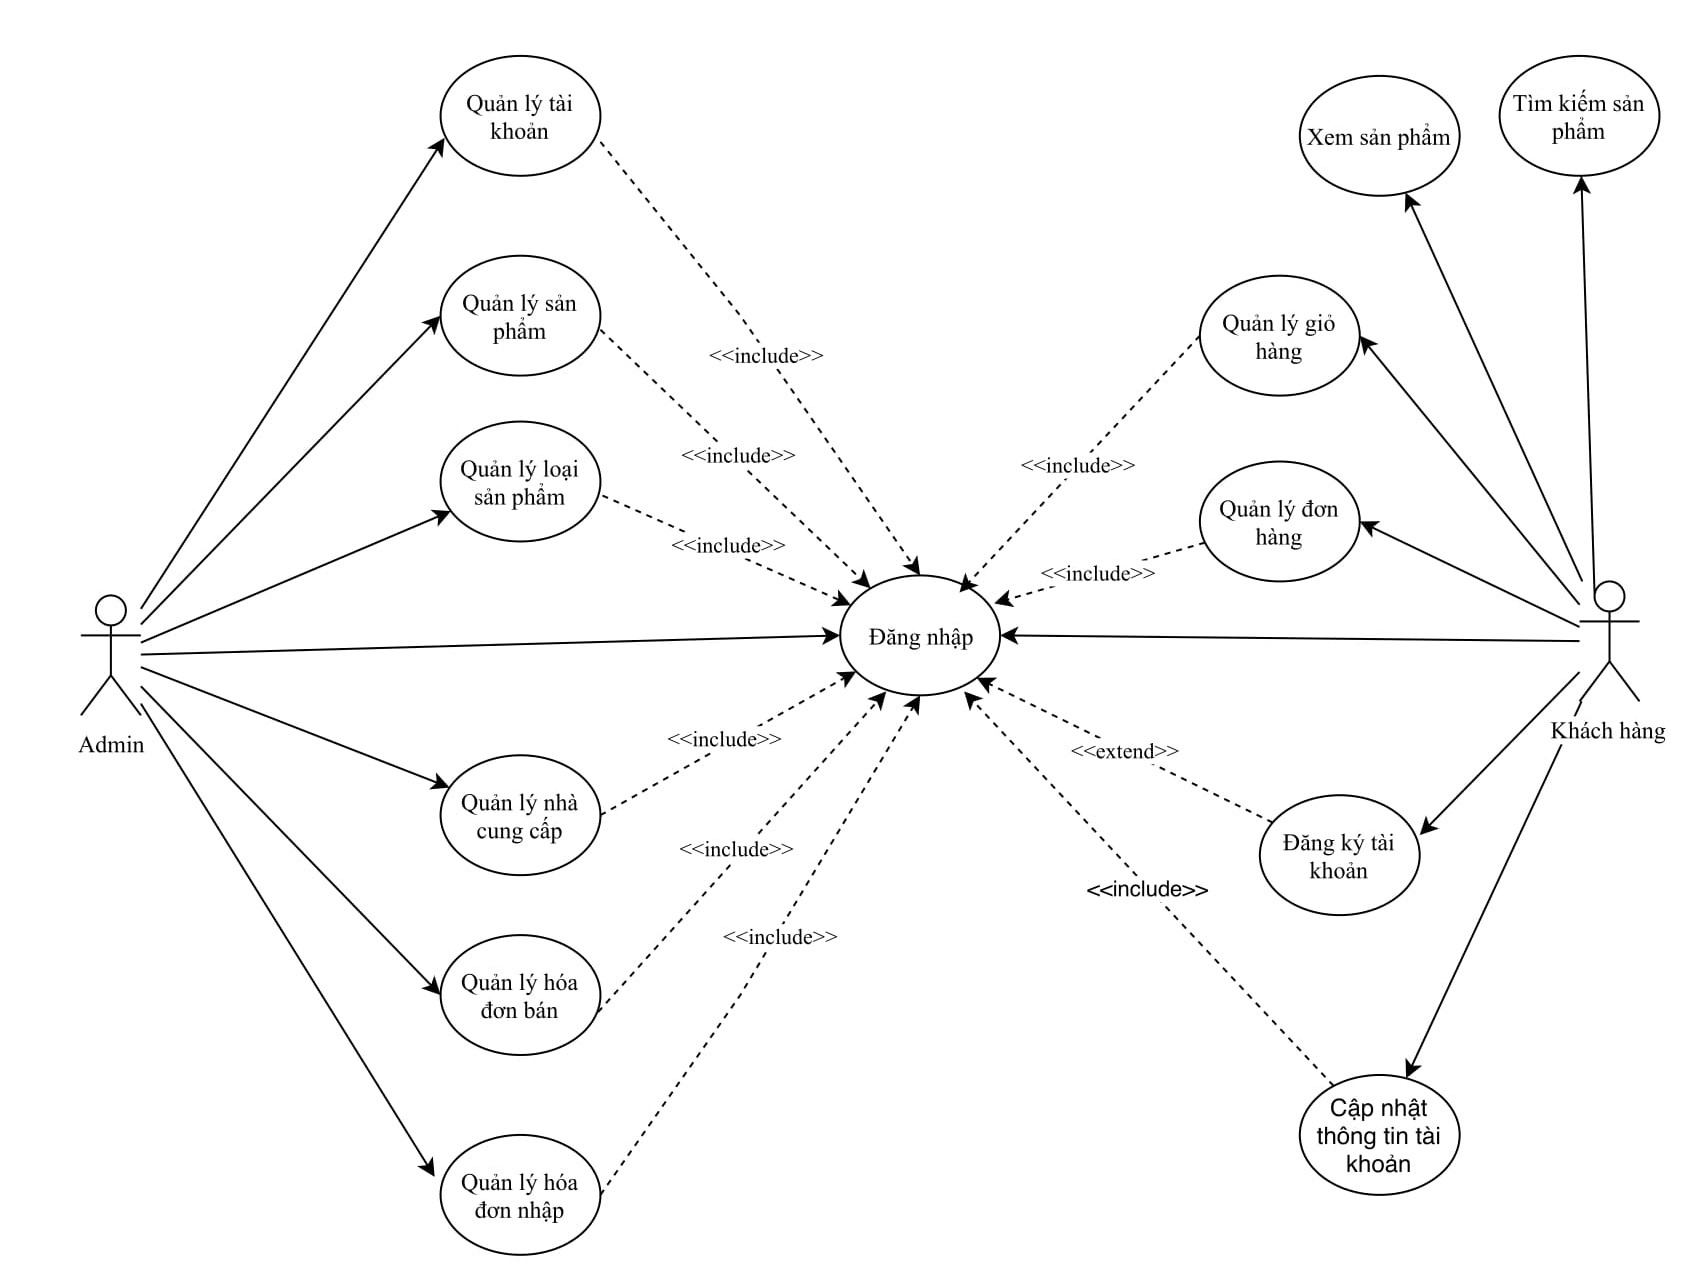 Quản lý tài
khoản
Xem sản phẩm
Tìm kiếm sản
phẩm
Quản lý sản
phẩm
Quản lý giỏ
hàng
<<include>>
<<include>>
<<include>>
Quản lý loại
sản phẩm
Quản lý đơn
hàng
<<include>>
<<include>>
Đăng nhập
Admin
Khách hàng
<<include>>
<<extend>>
Quản lý nhà
cung cấp
Đăng ký tài
khoản
<<include>>
<<include>>
<<include>>
Quản lý hóa
đơn bán
Cập nhật
thông tin tài
khoản
Quản lý hóa
đơn nhập